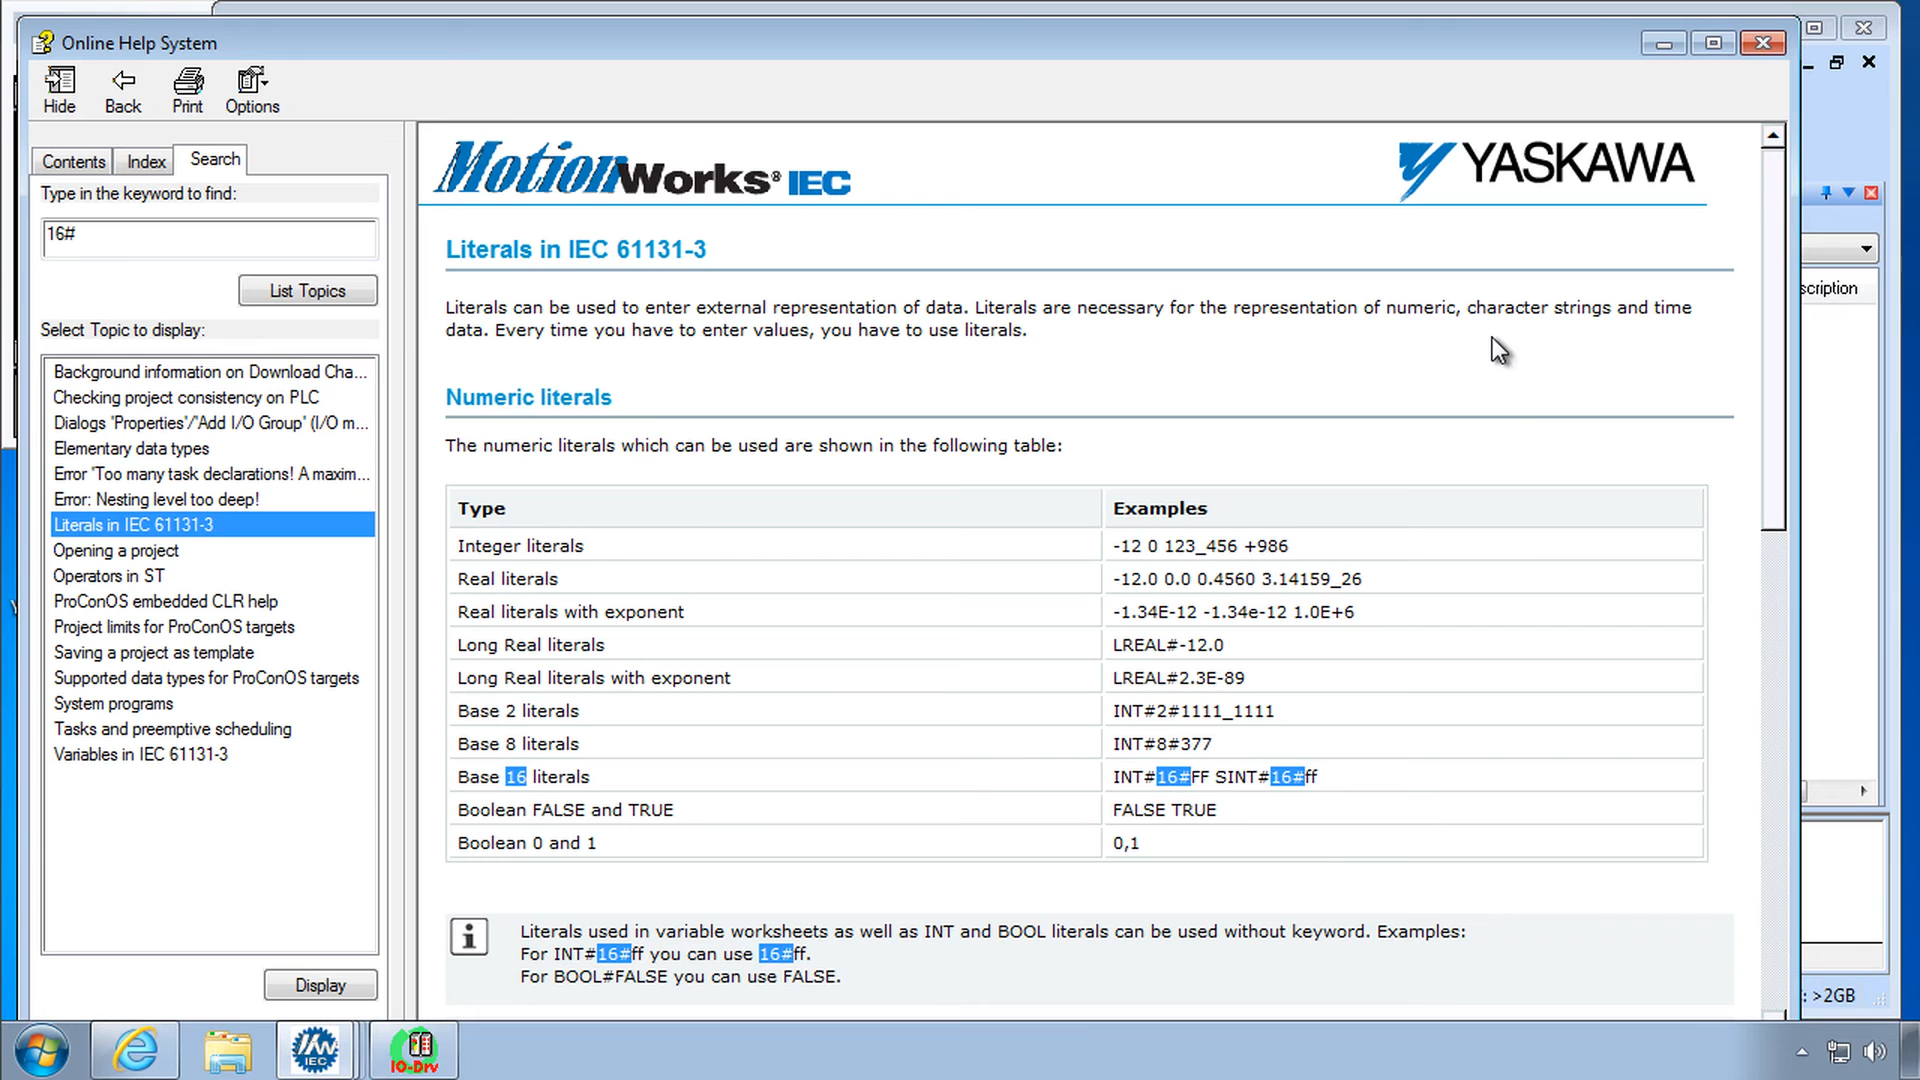 Online Help System
Hide
Back
Print
Options
Contents
Index
Search
Type in the keyword to find:
16#
List Topics
Select Topic to display:
Background information on Download Cha...
Checking project consistency on PLC
Dialogs 'Properties'/'Add I/O Group' (I/O m...
Elementary data types
Error "Too many task declarations! A maxim...
Error: Nesting level too deep!
Literals in IEC 61131-3
Opening a project
Operators in ST
ProConOS embedded CLR help
Project limits for ProConOS targets
Saving a project as template
Supported data types for ProConOS targets
System programs
Tasks and preemptive scheduling
Variables in IEC 61131-3
Display
MotionWorks® IEC
YASKAWA
Literals in IEC 61131-3
Literals can be used to enter external representation of data. Literals are necessary for the representation of numeric, character strings and time
data. Every time you have to enter values, you have to use literals.
Numeric literals
The numeric literals which can be used are shown in the following table:
Type Examples
Integer literals -12 0 123_456 +986
Real literals -12.0 0.0 0.4560 3.14159_26
Real literals with exponent -1.34E-12 -1.34e-12 1.0E+6
Long Real literals LREAL#-12.0
Long Real literals with exponent LREAL#2.3E-89
Base 2 literals INT#2#1111_1111
Base 8 literals INT#8#377
Base 16 literals INT#16#FF SINT#16#ff
Boolean FALSE and TRUE FALSE TRUE
Boolean 0 and 1 0,1
Literals used in variable worksheets as well as INT and BOOL literals can be used without keyword. Examples:
For INT#16#ff you can use 16#ff.
For BOOL#FALSE you can use FALSE.
scription
: >2GB
IEC
IO-Drv